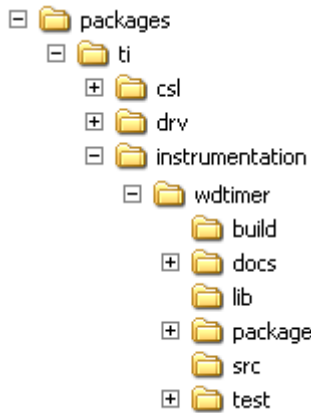 packages
ti
csl
drv
instrumentation
wdtimer
build
docs
lib
package
src
test